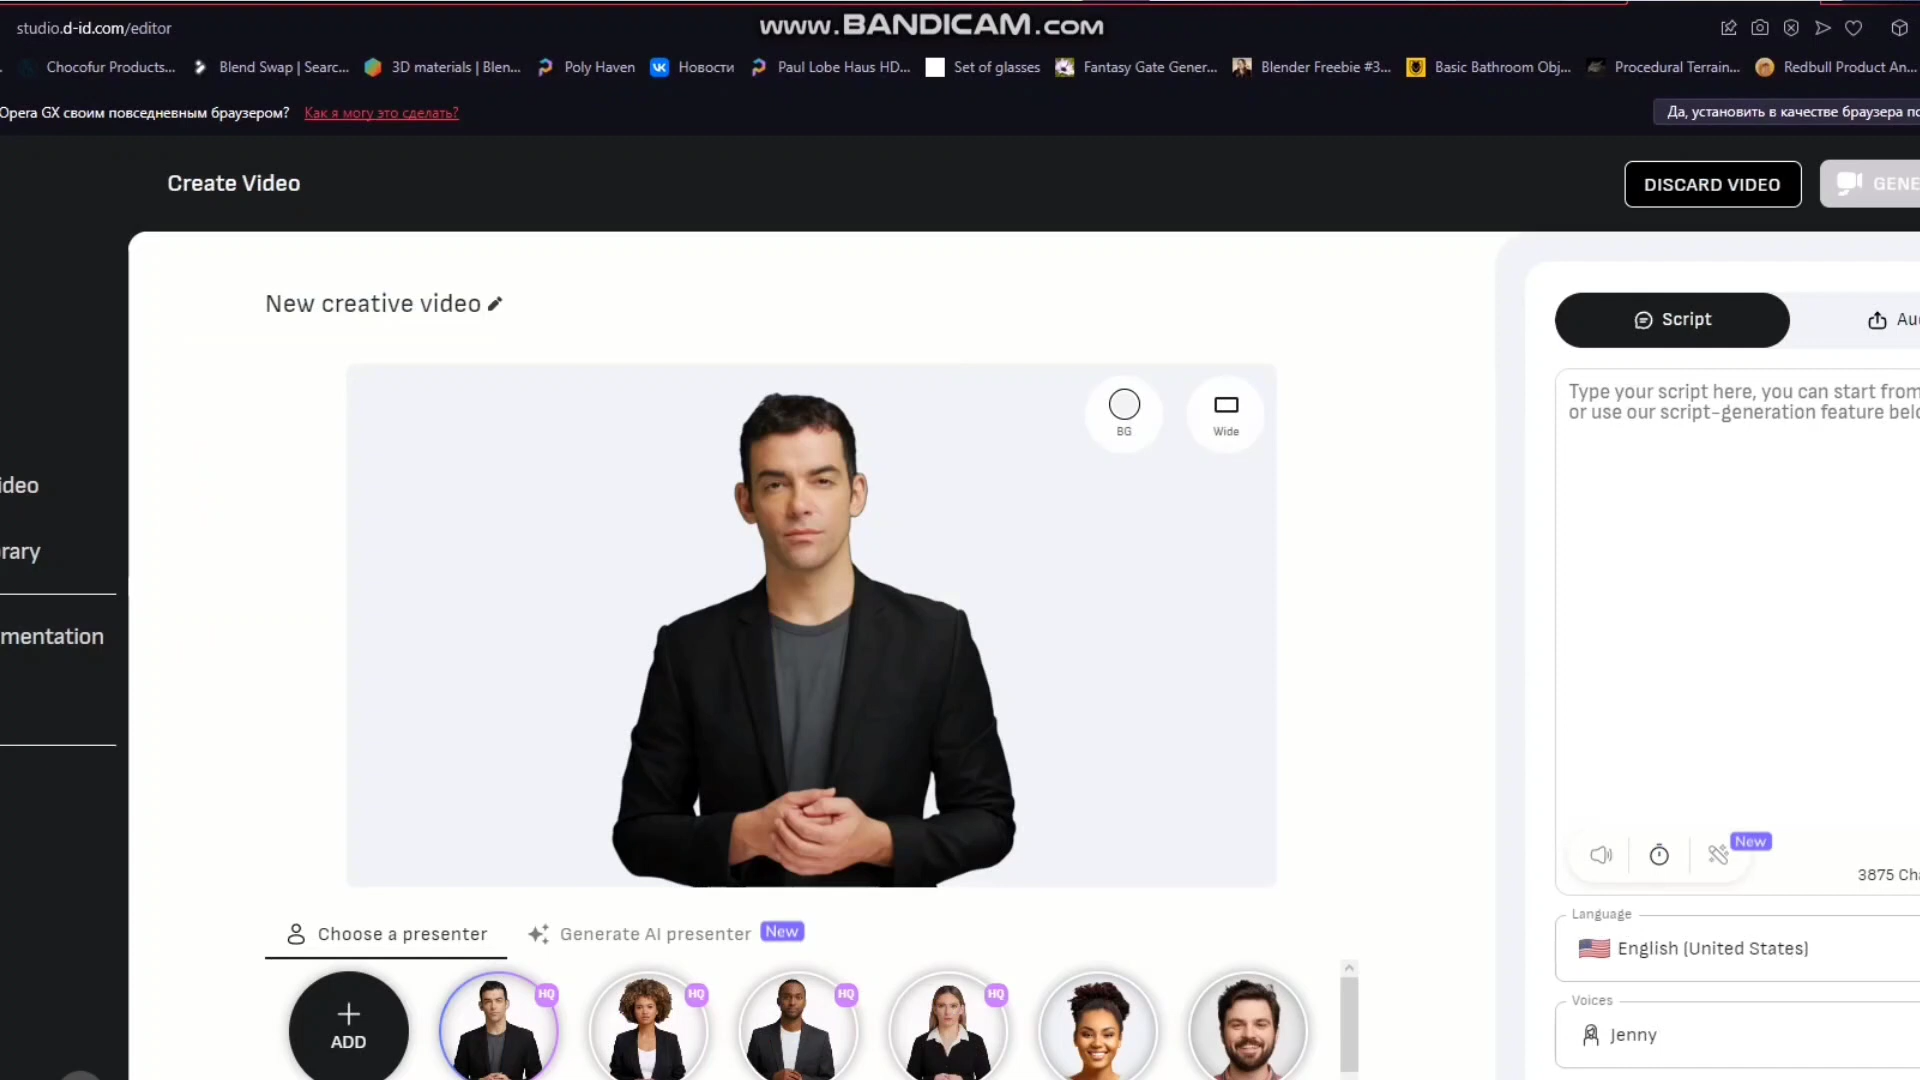 studio.d-id.com/editor
www.BANDICAM.com
Chocofur Products...
Blend Swap | Searc...
3D materials | Blen...
Poly Haven
Новости
Paul Lobe Haus HD...
Set of glasses
Fantasy Gate Gener...
Blender Freebie #3...
Basic Bathroom Obj...
Procedural Terrain...
Redbull Product An...
Opera GX своим повседневным браузером? Как я могу это сделать?
Да, установить в качестве браузера по
Create Video
DISCARD VIDEO
GENE
New creative video
Script
Au
BG
Wide
Type your script here, you can start from
or use our script-generation feature belo
ideo
rary
mentation
New
3875 Cha
Language
English (United States)
Voices
Jenny
Choose a presenter
Generate AI presenter
New
ADD
HQ
HQ
HQ
HQ